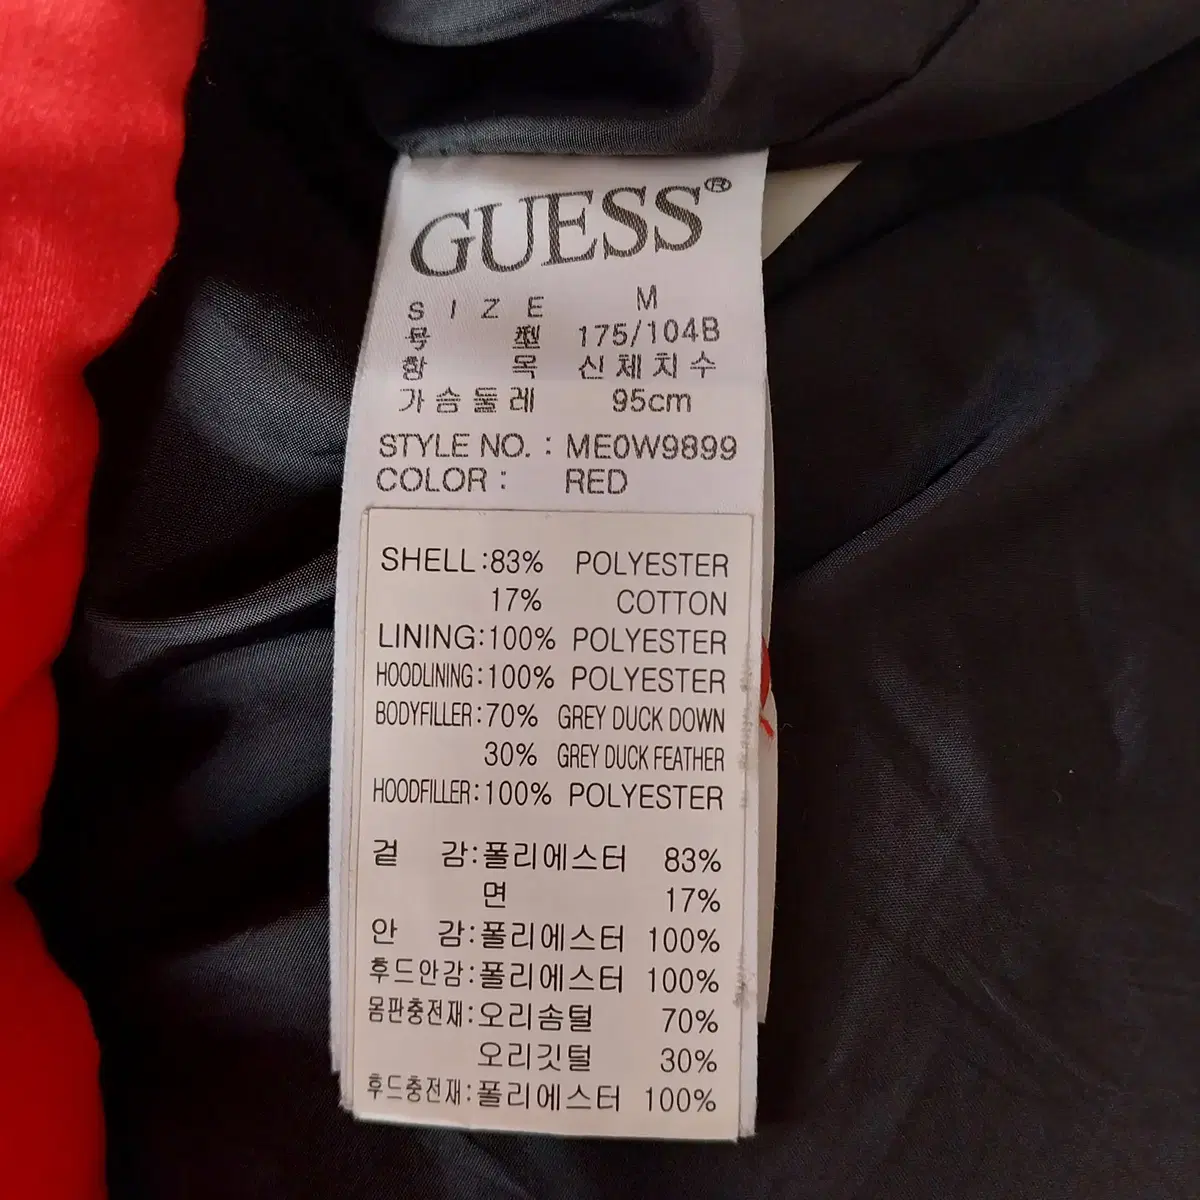 GUESS®
SIZE M
号型 175/104B
항목 신체치수
가슴둘레 95cm
STYLE NO. : ME0W9899
COLOR : RED
SHELL:83% POLYESTER
17% COTTON
LINING:100% POLYESTER
HOODLINING:100% POLYESTER
BODYFILLER:70% GREY DUCK DOWN
30% GREY DUCK FEATHER
HOODFILLER:100% POLYESTER
겉감:폴리에스터 83%
면 17%
안감:폴리에스터 100%
후드안감:폴리에스터 100%
몸판충전재:오리솜털 70%
오리깃털 30%
후드충전재:폴리에스터 100%